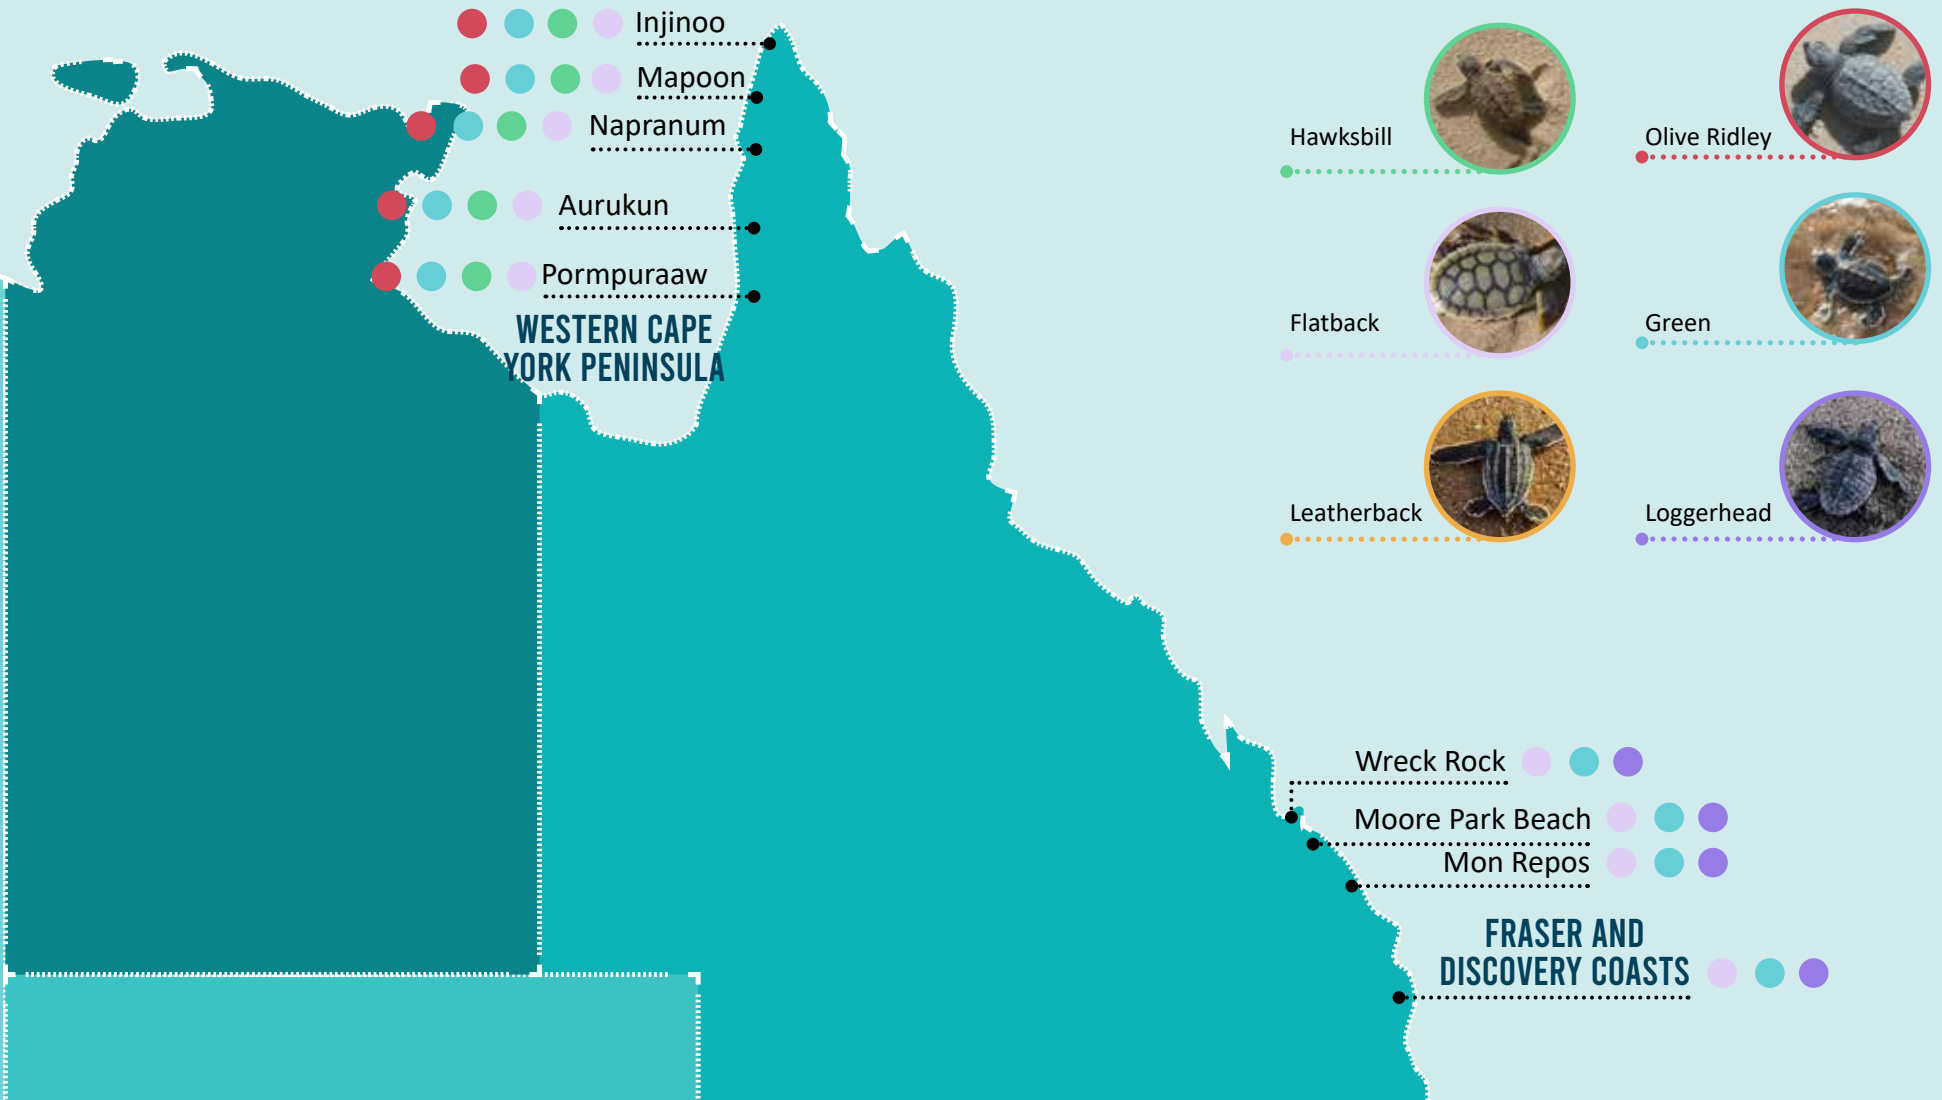 Injinoo
Mapoon
Napranum
Aurukun
Pormpuraaw
WESTERN CAPE
YORK PENINSULA
Hawksbill
Olive Ridley
Flatback
Green
Leatherback
Loggerhead
Wreck Rock
Moore Park Beach
Mon Repos
FRASER AND
DISCOVERY COASTS